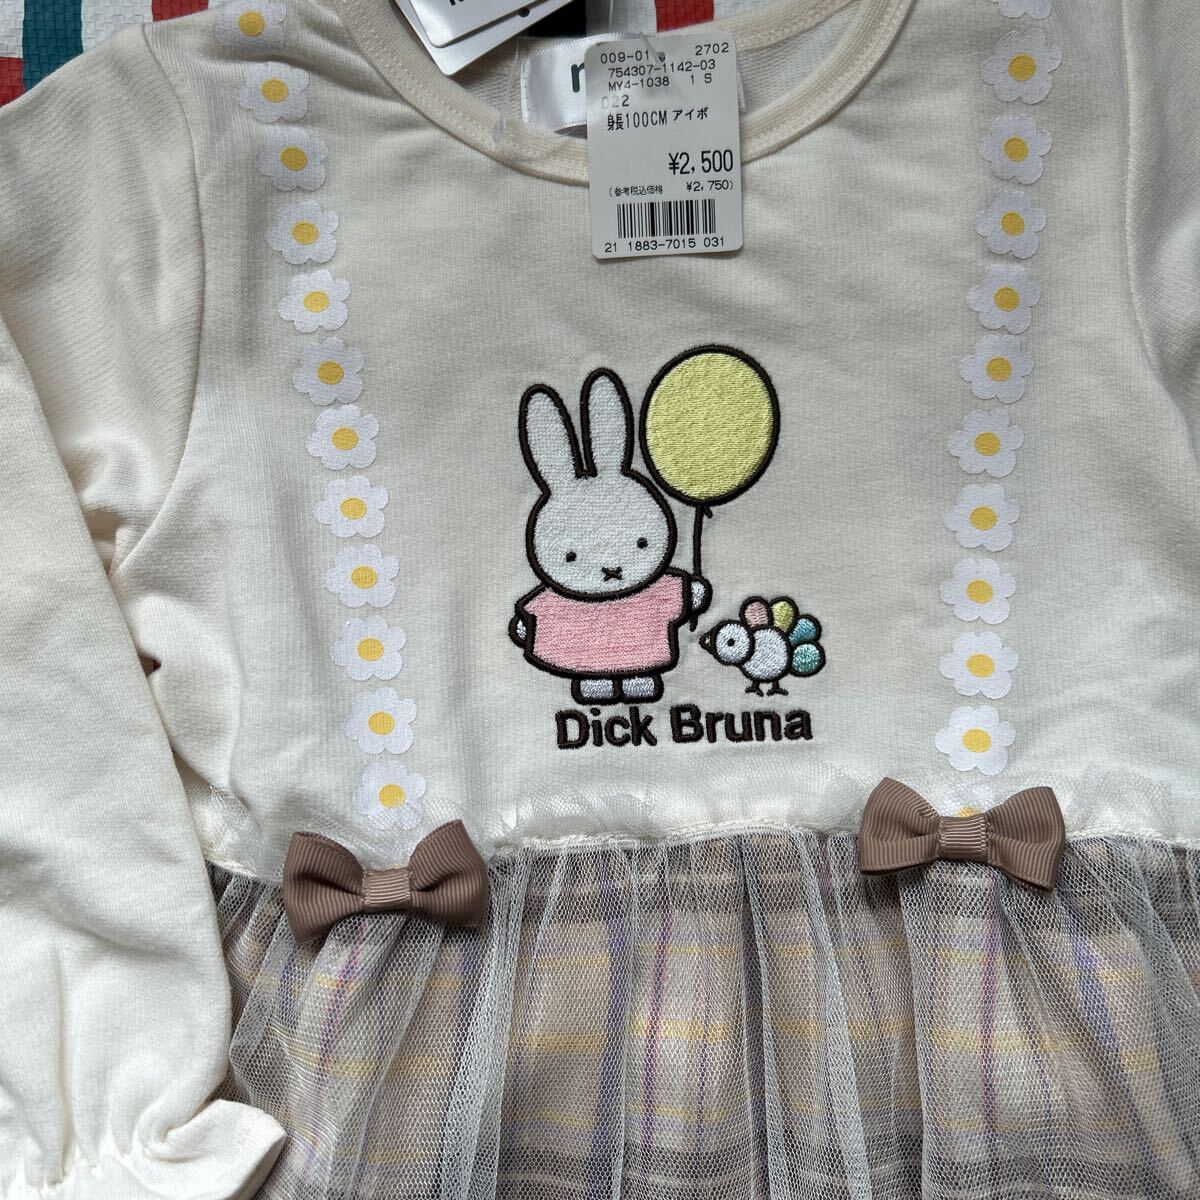 009-01 2702
754307-1142-03
MY4-1038 1 S
C22
身長100CM アイボ
¥2,500
(参考税込価格 ¥2,750)
21 1883-7015 031
Dick Bruna